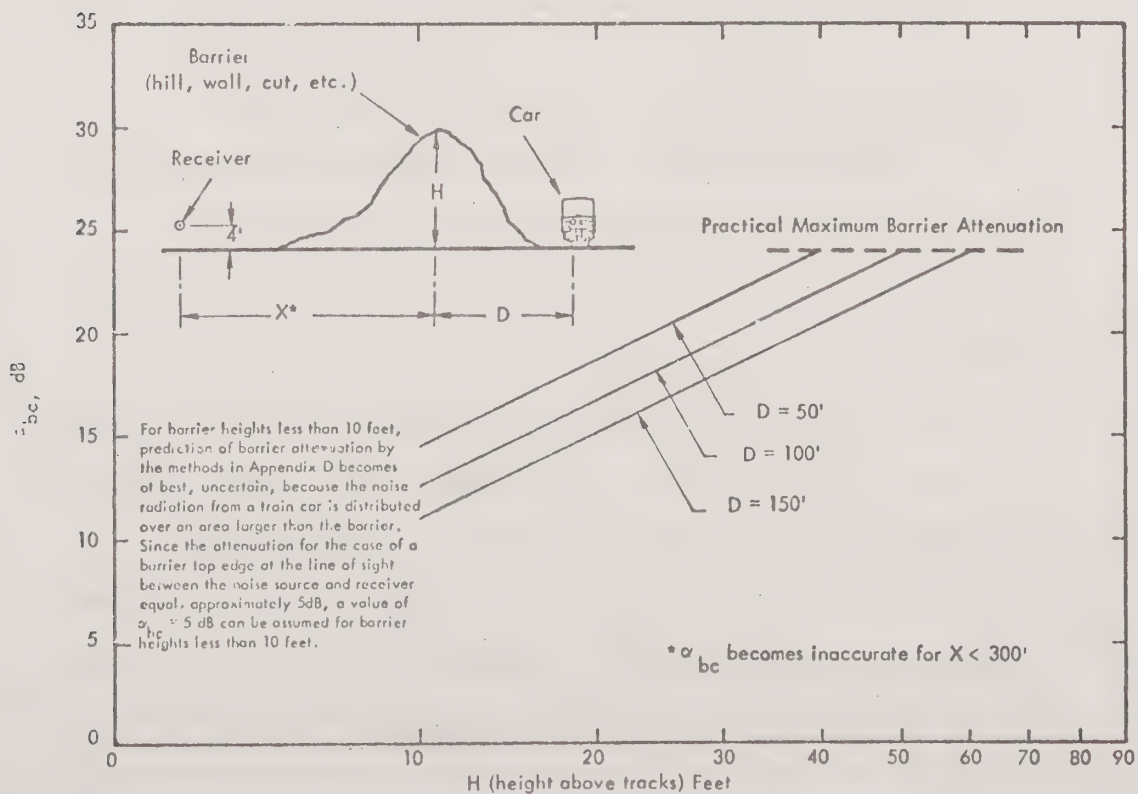 35
30
25
20
15
10
5
0
bc, dB
Barrier
(hill, wall, cut, etc.)
Car
Receiver
H
4'
X*
D
Practical Maximum Barrier Attenuation
D = 50'
D = 100'
D = 150'
For barrier heights less than 10 feet,
prediction of barrier attenuation by
the methods in Appendix D becomes
at best, uncertain, because the noise
radiation from a train car is distributed
over an area larger than the barrier.
Since the attenuation for the case of a
barrier top edge at the line of sight
between the noise source and receiver
equal approximately 5dB, a value of
α bc = 5 dB can be assumed for barrier
heights less than 10 feet.
* α bc becomes inaccurate for X < 300'
0 10 20 30 40 50 60 70 80 90
H (height above tracks) Feet